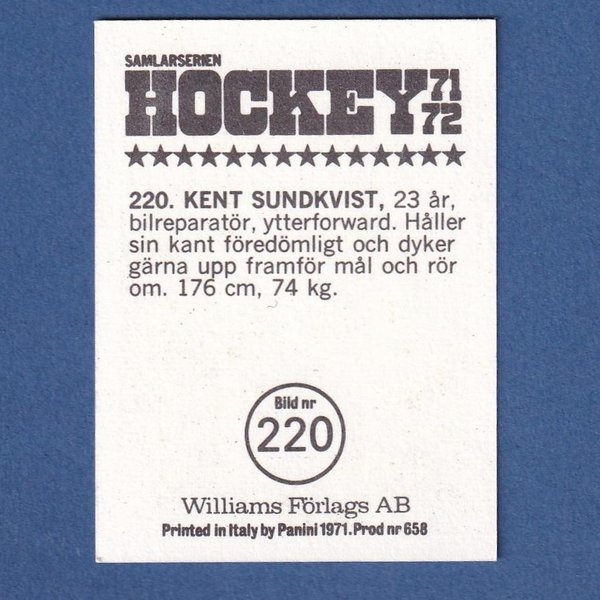 SAMLARSERIEN
HOCKEY 71 72
220. KENT SUNDKVIST, 23 år,
bilreparatör, ytterforward. Håller
sin kant föredömligt och dyker
gärna upp framför mål och rör
om. 176 cm, 74 kg.
Bild nr
220
Williams Förlags AB
Printed in Italy by Panini 1971. Prod nr 658